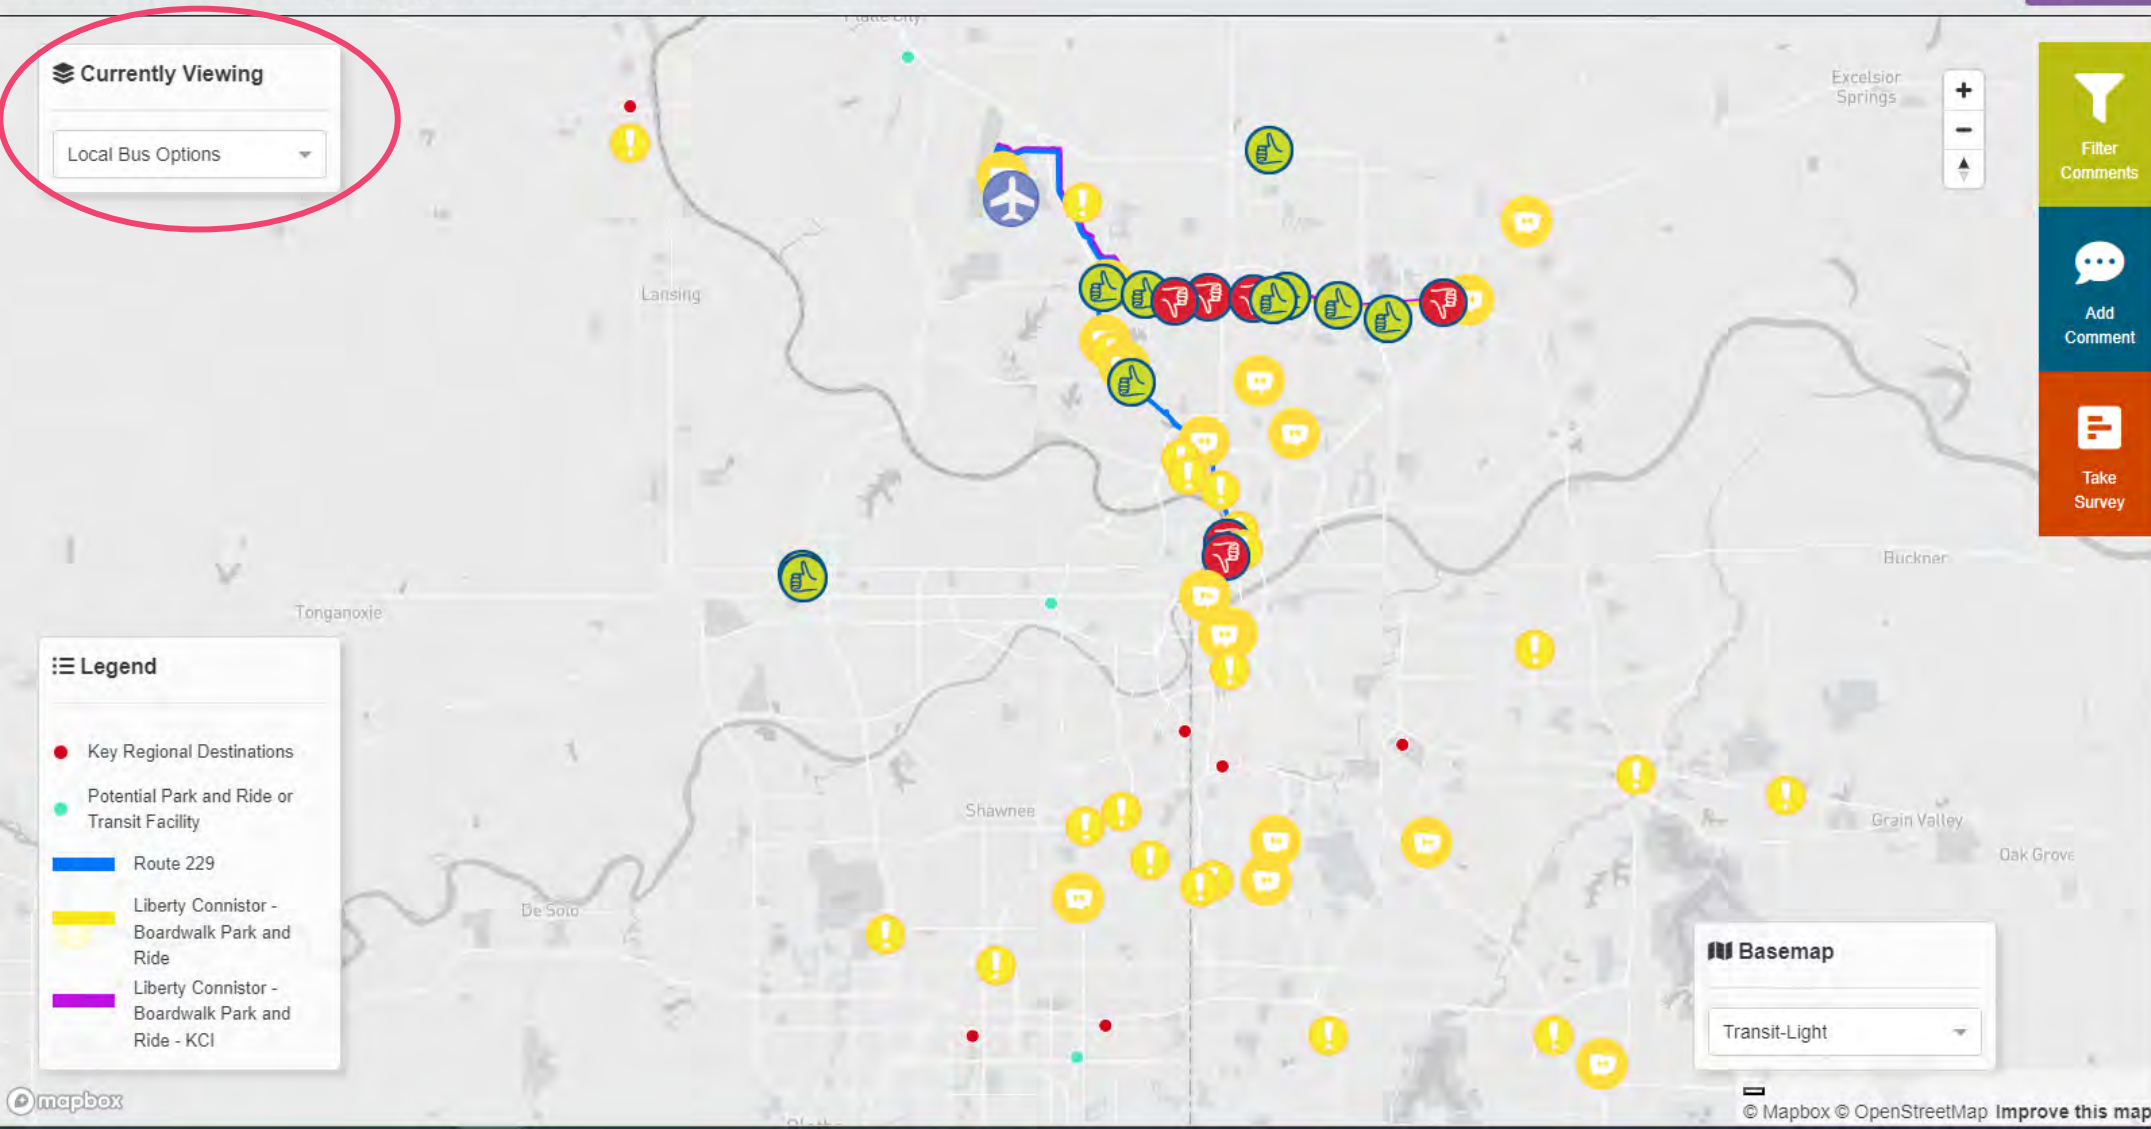 Platte City
Currently Viewing
Local Bus Options
Excelsior
Springs
+
−
Filter
Comments
Add
Comment
Take
Survey
Lansing
Buckner
Tonganoxie
Legend
Key Regional Destinations
Potential Park and Ride or
Transit Facility
Route 229
Liberty Connistor -
Boardwalk Park and
Ride
Liberty Connistor -
Boardwalk Park and
Ride - KCI
Shawnee
Grain Valley
Oak Grove
De Soto
Basemap
Transit-Light
mapbox
© Mapbox © OpenStreetMap Improve this map